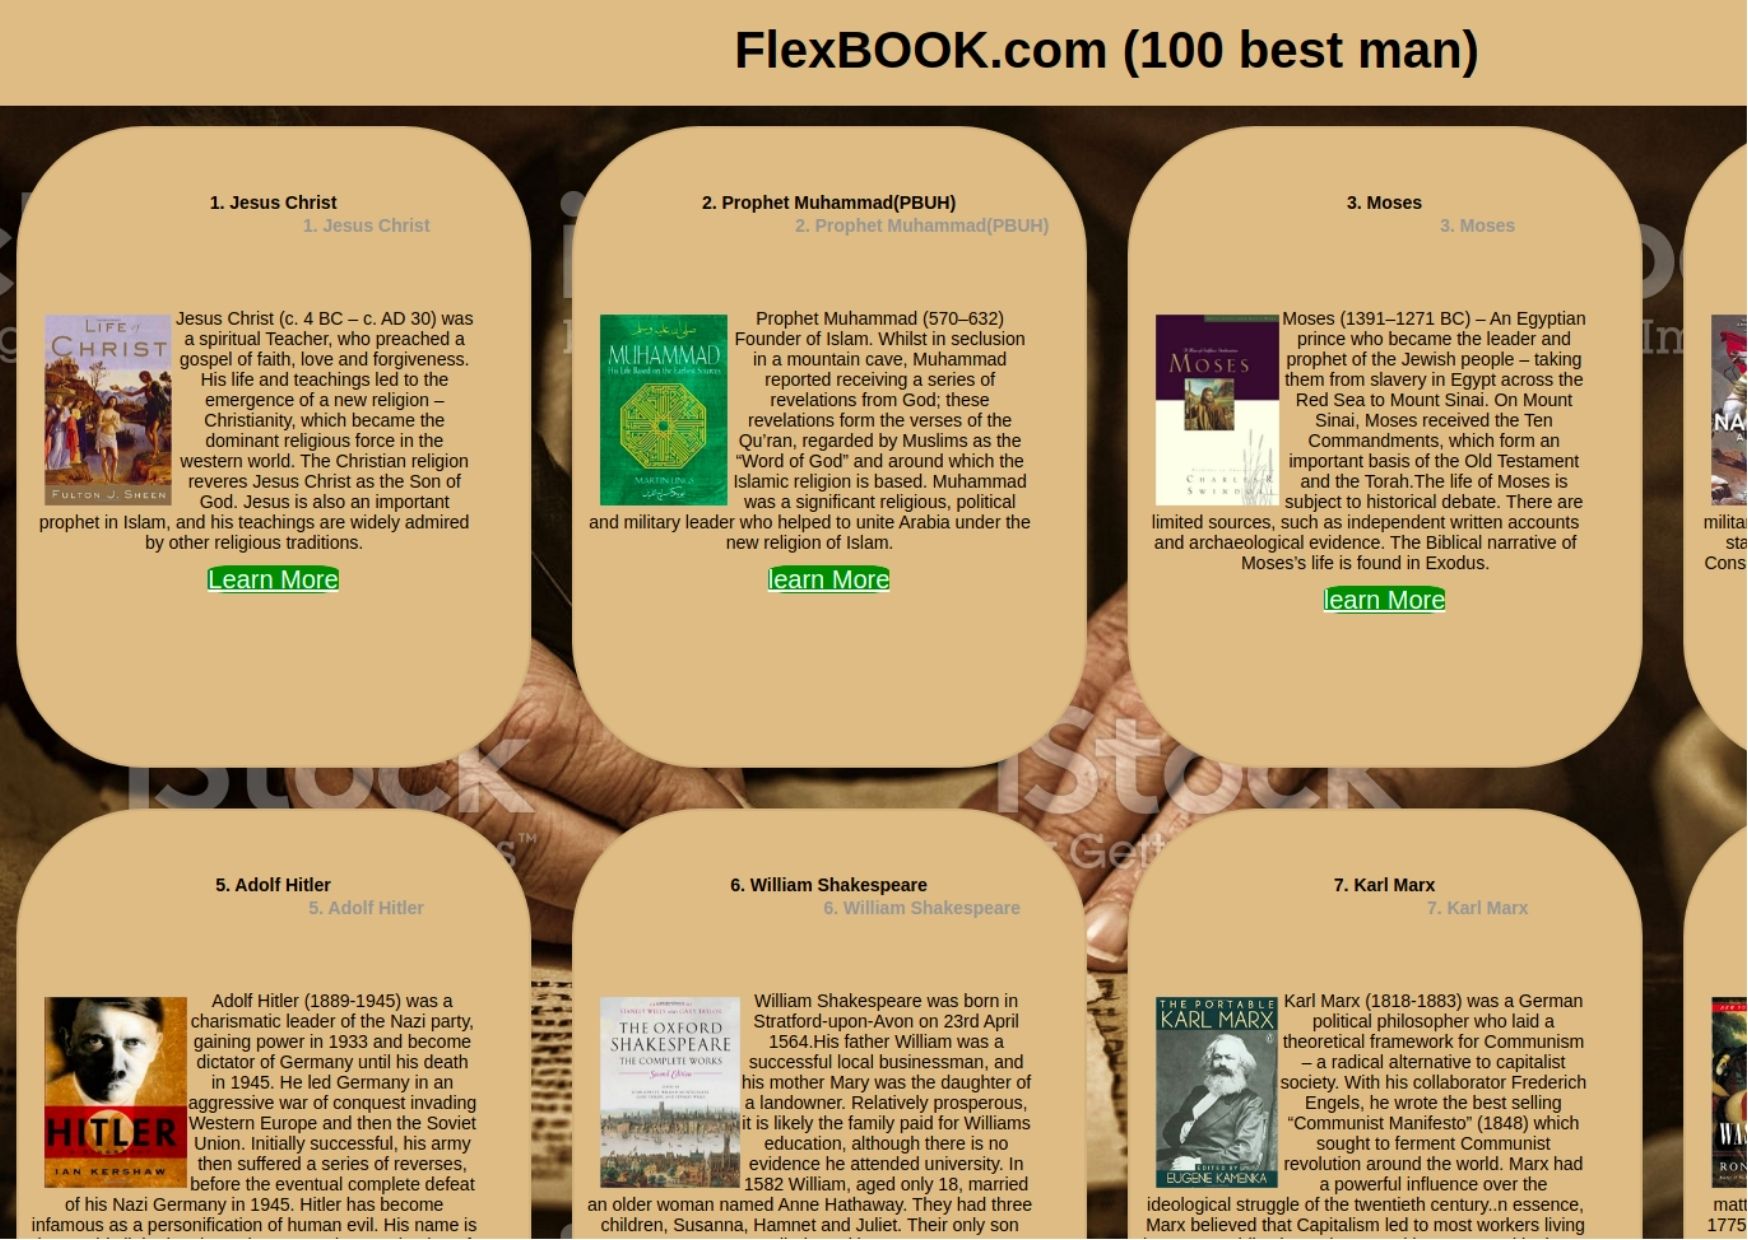 FlexBOOK.com (100 best man)
1. Jesus Christ
1. Jesus Christ
LIFE of
CHRIST
FULTON J. SHEEN
Jesus Christ (c. 4 BC – c. AD 30) was
a spiritual Teacher, who preached a
gospel of faith, love and forgiveness.
His life and teachings led to the
emergence of a new religion –
Christianity, which became the
dominant religious force in the
western world. The Christian religion
reveres Jesus Christ as the Son of
God. Jesus is also an important
prophet in Islam, and his teachings are widely admired
by other religious traditions.
Learn More
2. Prophet Muhammad(PBUH)
2. Prophet Muhammad(PBUH)
MUHAMMAD
His Life Based on the Earliest Sources
MARTIN LINGS
Prophet Muhammad (570–632)
Founder of Islam. Whilst in seclusion
in a mountain cave, Muhammad
reported receiving a series of
revelations from God; these
revelations form the verses of the
Qu’ran, regarded by Muslims as the
“Word of God” and around which the
Islamic religion is based. Muhammad
was a significant religious, political
and military leader who helped to unite Arabia under the
new religion of Islam.
learn More
3. Moses
3. Moses
MOSES
CHARLES R
Moses (1391–1271 BC) – An Egyptian
prince who became the leader and
prophet of the Jewish people – taking
them from slavery in Egypt across the
Red Sea to Mount Sinai. On Mount
Sinai, Moses received the Ten
Commandments, which form an
important basis of the Old Testament
and the Torah.The life of Moses is
subject to historical debate. There are
limited sources, such as independent written accounts
and archaeological evidence. The Biblical narrative of
Moses’s life is found in Exodus.
learn More
NA
milita
sta
Cons
iStock
iStock
5. Adolf Hitler
5. Adolf Hitler
HITLER
IAN KERSHAW
Adolf Hitler (1889-1945) was a
charismatic leader of the Nazi party,
gaining power in 1933 and become
dictator of Germany until his death
in 1945. He led Germany in an
aggressive war of conquest invading
Western Europe and then the Soviet
Union. Initially successful, his army
then suffered a series of reverses,
before the eventual complete defeat
of his Nazi Germany in 1945. Hitler has become
infamous as a personification of human evil. His name is
6. William Shakespeare
6. William Shakespeare
STANLEY WELLS AND GARY TAYLOR
THE OXFORD
SHAKESPEARE
THE COMPLETE WORKS
Second Edition
William Shakespeare was born in
Stratford-upon-Avon on 23rd April
1564.His father William was a
successful local businessman, and
his mother Mary was the daughter of
a landowner. Relatively prosperous,
it is likely the family paid for Williams
education, although there is no
evidence he attended university. In
1582 William, aged only 18, married
an older woman named Anne Hathaway. They had three
children, Susanna, Hamnet and Juliet. Their only son
7. Karl Marx
7. Karl Marx
THE PORTABLE
KARL MARX
EDITED BY
EUGENE KAMENKA
Karl Marx (1818-1883) was a German
political philosopher who laid a
theoretical framework for Communism
– a radical alternative to capitalist
society. With his collaborator Frederich
Engels, he wrote the best selling
“Communist Manifesto” (1848) which
sought to ferment Communist
revolution around the world. Marx had
a powerful influence over the
ideological struggle of the twentieth century..n essence,
Marx believed that Capitalism led to most workers living
WAS
RON
matt
1775